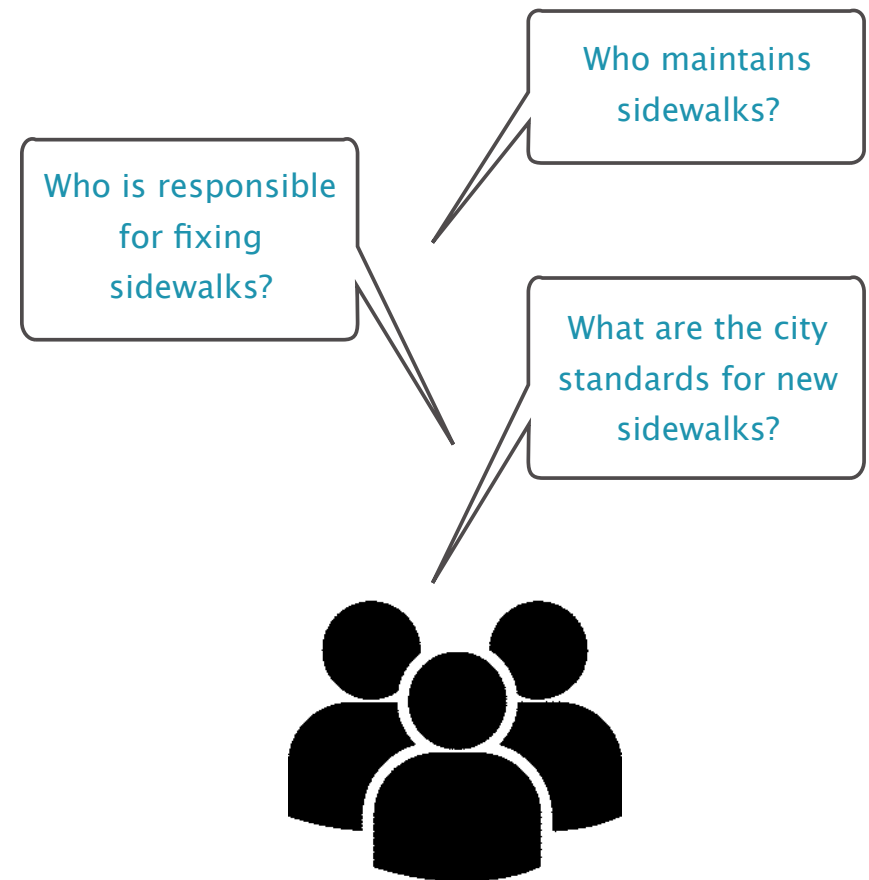 Who maintains
sidewalks?
Who is responsible
for fixing
sidewalks?
What are the city
standards for new
sidewalks?